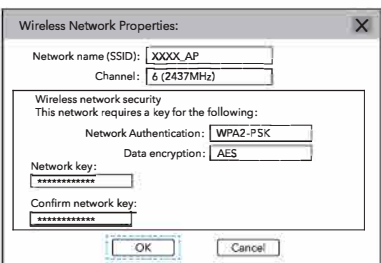 Wireless Network Properties:
X
Network name (SSID): XXXX_AP
Channel: 6 (2437MHz)
Wireless network security
This network requires a key for the following:
Network Authentication: WPA2-PSK
Data encryption: AES
Network key:
************
Confirm network key:
************
OK Cancel